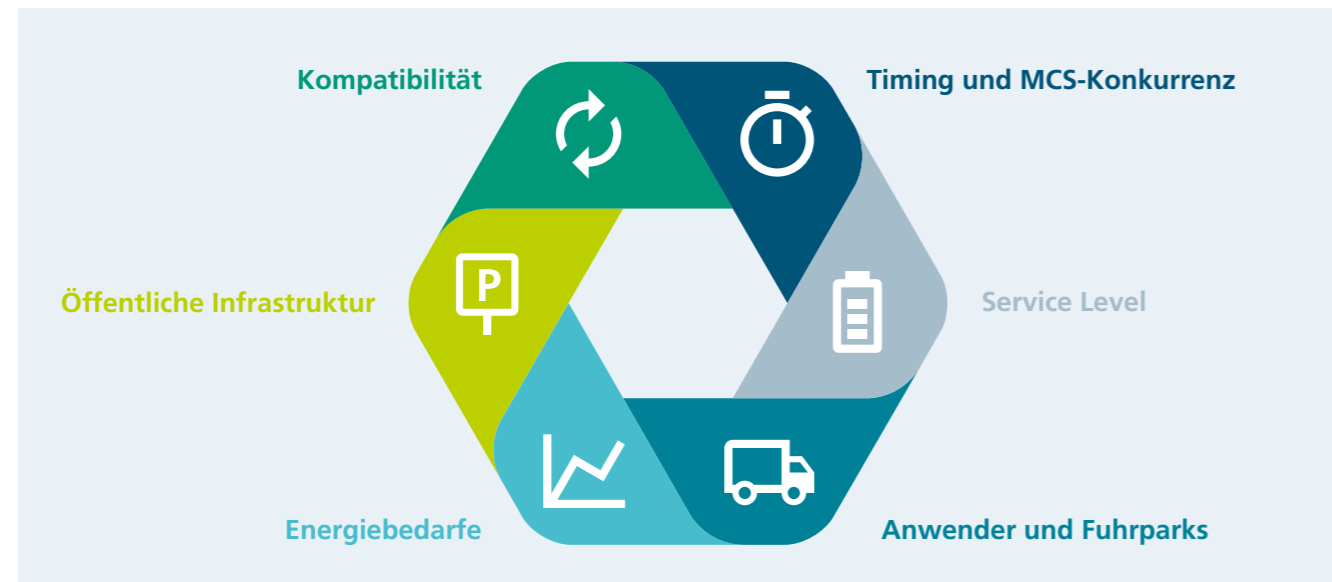 Kompatibilität
Timing und MCS-Konkurrenz
Öffentliche Infrastruktur
P
Service Level
Energiebedarfe
Anwender und Fuhrparks